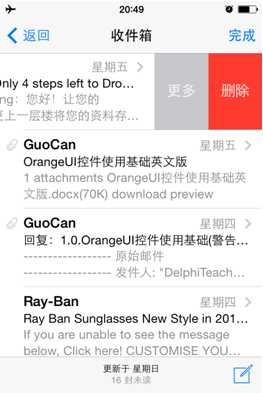 20:49
返回
收件箱
完成
星期五
Only 4 steps left to Dro...
ng：您好！让您的
更上一层楼将您的资料存...
更多
删除
GuoCan
星期五
OrangeUI控件使用基础英文版
1 attachments OrangeUI控件使用基础英
文版.docx(70K) download preview
GuoCan
星期四
回复：1.0.OrangeUI控件使用基础(警告...
------------------ 原始邮件
------------------ 发件人: "DelphiTeach...
Ray-Ban
星期四
Ray Ban Sunglasses New Style in 201...
If you are unable to see the message
below, Click here! CUSTOMISE YOU...
更新于 星期日
16 封未读